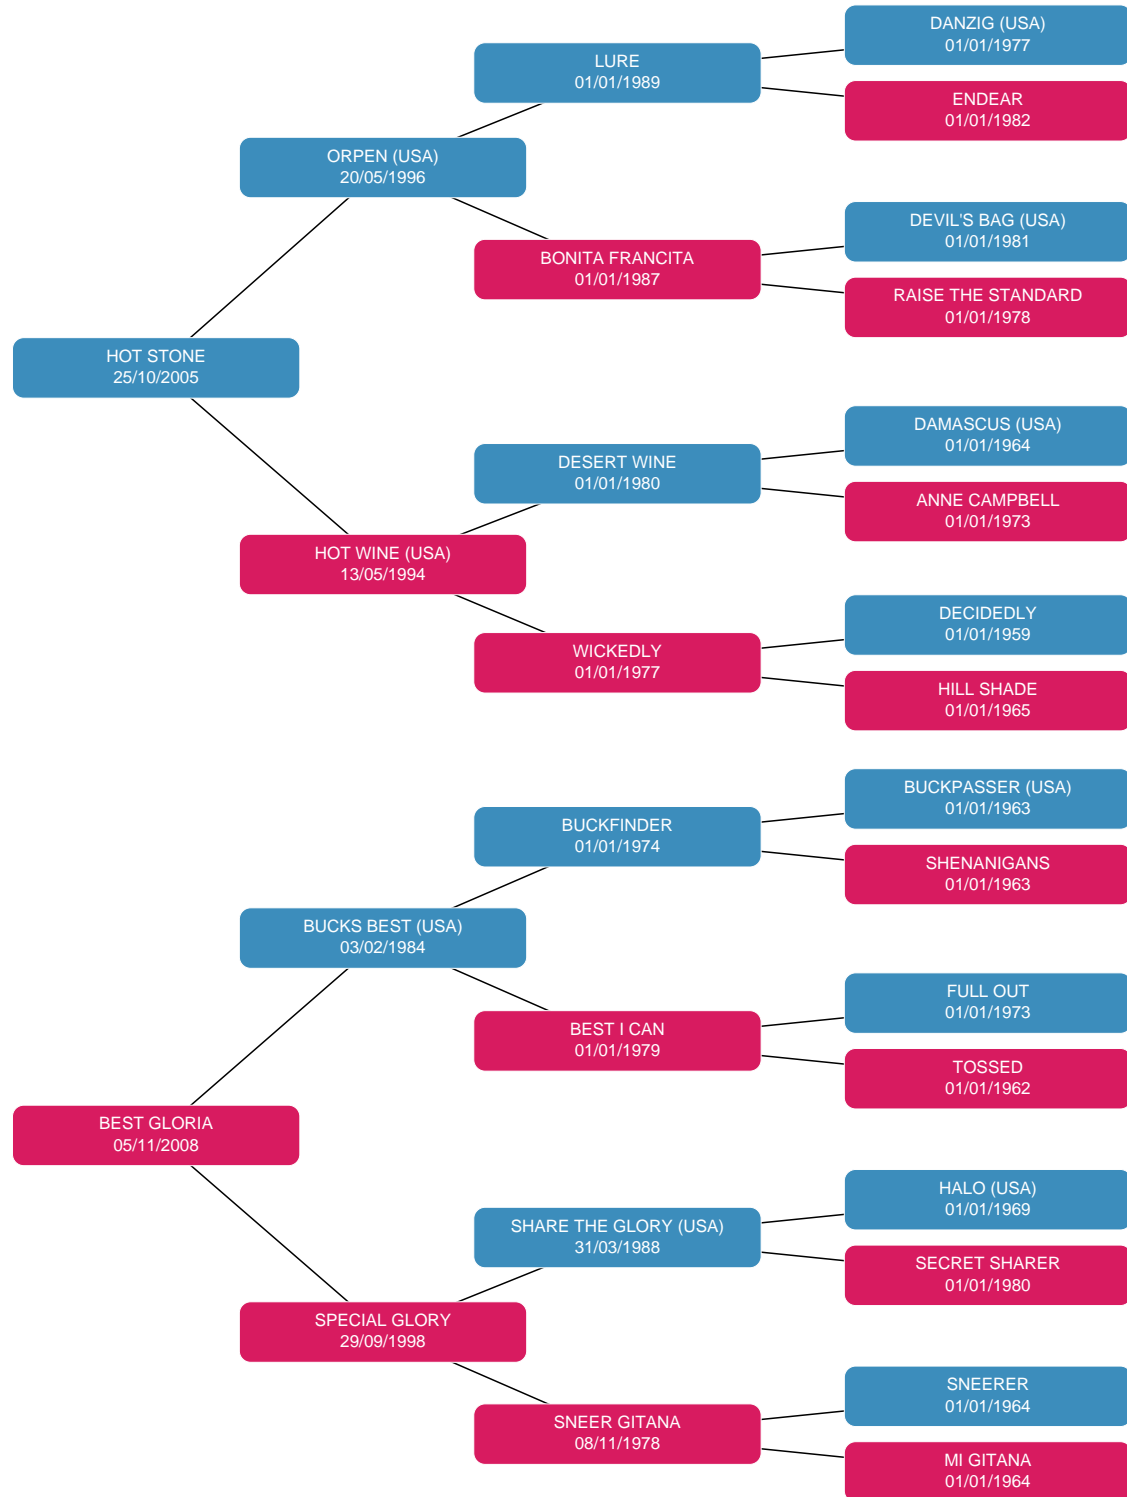 DANZIG (USA)
01/01/1977
LURE
01/01/1989
ENDEAR
01/01/1982
ORPEN (USA)
20/05/1996
DEVIL'S BAG (USA)
01/01/1981
BONITA FRANCITA
01/01/1987
RAISE THE STANDARD
01/01/1978
HOT STONE
25/10/2005
DAMASCUS (USA)
01/01/1964
DESERT WINE
01/01/1980
ANNE CAMPBELL
01/01/1973
HOT WINE (USA)
13/05/1994
DECIDEDLY
01/01/1959
WICKEDLY
01/01/1977
HILL SHADE
01/01/1965
BUCKPASSER (USA)
01/01/1963
BUCKFINDER
01/01/1974
SHENANIGANS
01/01/1963
BUCKS BEST (USA)
03/02/1984
FULL OUT
01/01/1973
BEST I CAN
01/01/1979
TOSSED
01/01/1962
BEST GLORIA
05/11/2008
HALO (USA)
01/01/1969
SHARE THE GLORY (USA)
31/03/1988
SECRET SHARER
01/01/1980
SPECIAL GLORY
29/09/1998
SNEERER
01/01/1964
SNEER GITANA
08/11/1978
MI GITANA
01/01/1964